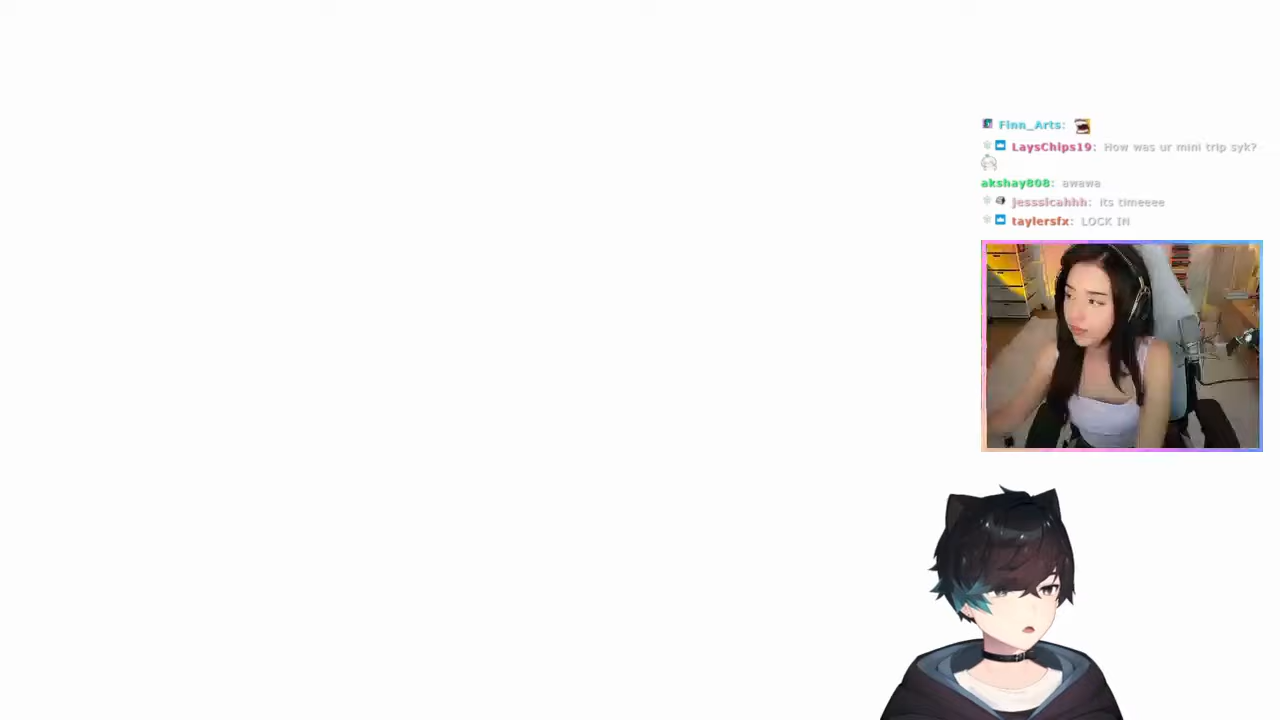 Finn_Arts:
LaysChips19: How was ur mini trip syk?
akshay808: awawa
jesssicahhh: its timeeee
taylersfx: LOCK IN